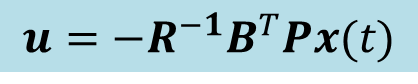 u = −R⁻¹BᵀPx(t)